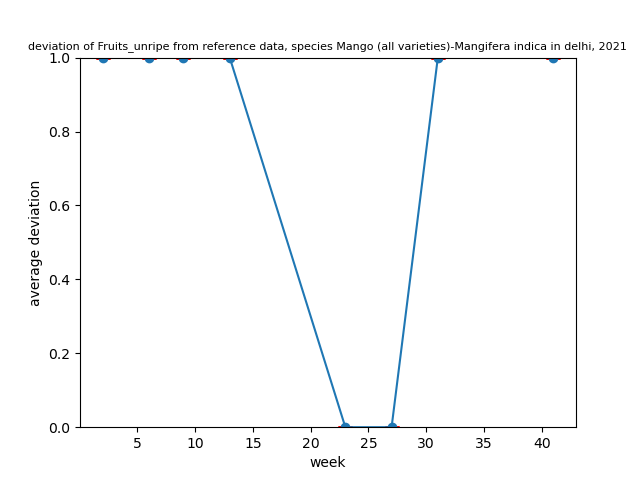 deviation of Fruits_unripe from reference data, species Mango (all varieties)-Mangifera indica in delhi, 2021
1.0
0.8
0.6
0.4
0.2
0.0
average deviation
5 10 15 20 25 30 35 40
week